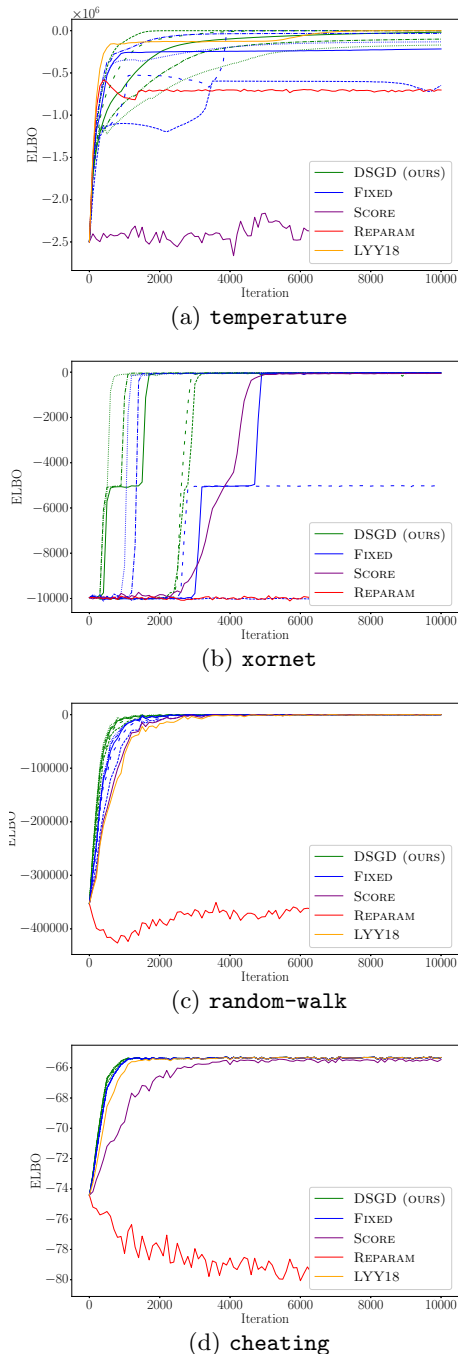 ×10⁶
0.0
−0.5
−1.0
−1.5
−2.0
−2.5
ELBO
DSGD (OURS)
FIXED
SCORE
REPARAM
LYY18
0 2000 4000 6000 8000 10000
Iteration
(a) temperature
0
−2000
−4000
−6000
−8000
−10000
ELBO
DSGD (OURS)
FIXED
SCORE
REPARAM
0 2000 4000 6000 8000 10000
Iteration
(b) xornet
0
−100000
−200000
−300000
−400000
ELBO
DSGD (OURS)
FIXED
SCORE
REPARAM
LYY18
0 2000 4000 6000 8000 10000
Iteration
(c) random-walk
−66
−68
−70
−72
−74
−76
−78
−80
ELBO
DSGD (OURS)
FIXED
SCORE
REPARAM
LYY18
0 2000 4000 6000 8000 10000
Iteration
(d) cheating